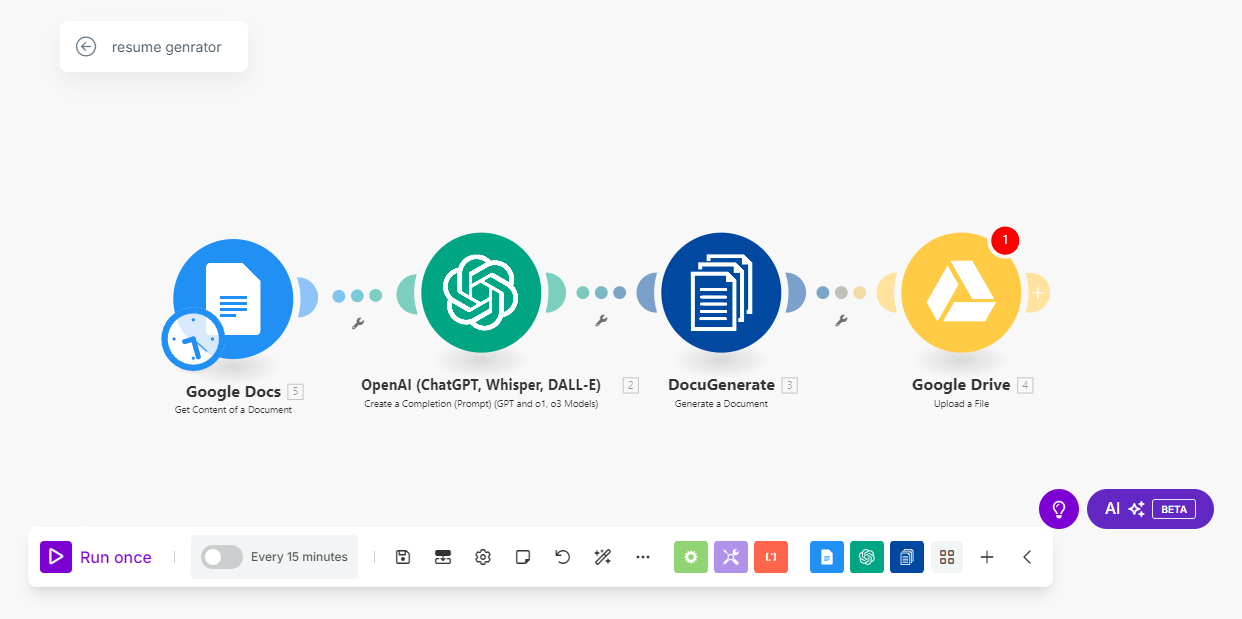 resume genrator
1
Google Docs 5
Get Content of a Document
OpenAI (ChatGPT, Whisper, DALL-E) 2
Create a Completion (Prompt) (GPT and o1, o3 Models)
DocuGenerate 3
Generate a Document
Google Drive 4
Upload a File
AI BETA
Run once
Every 15 minutes